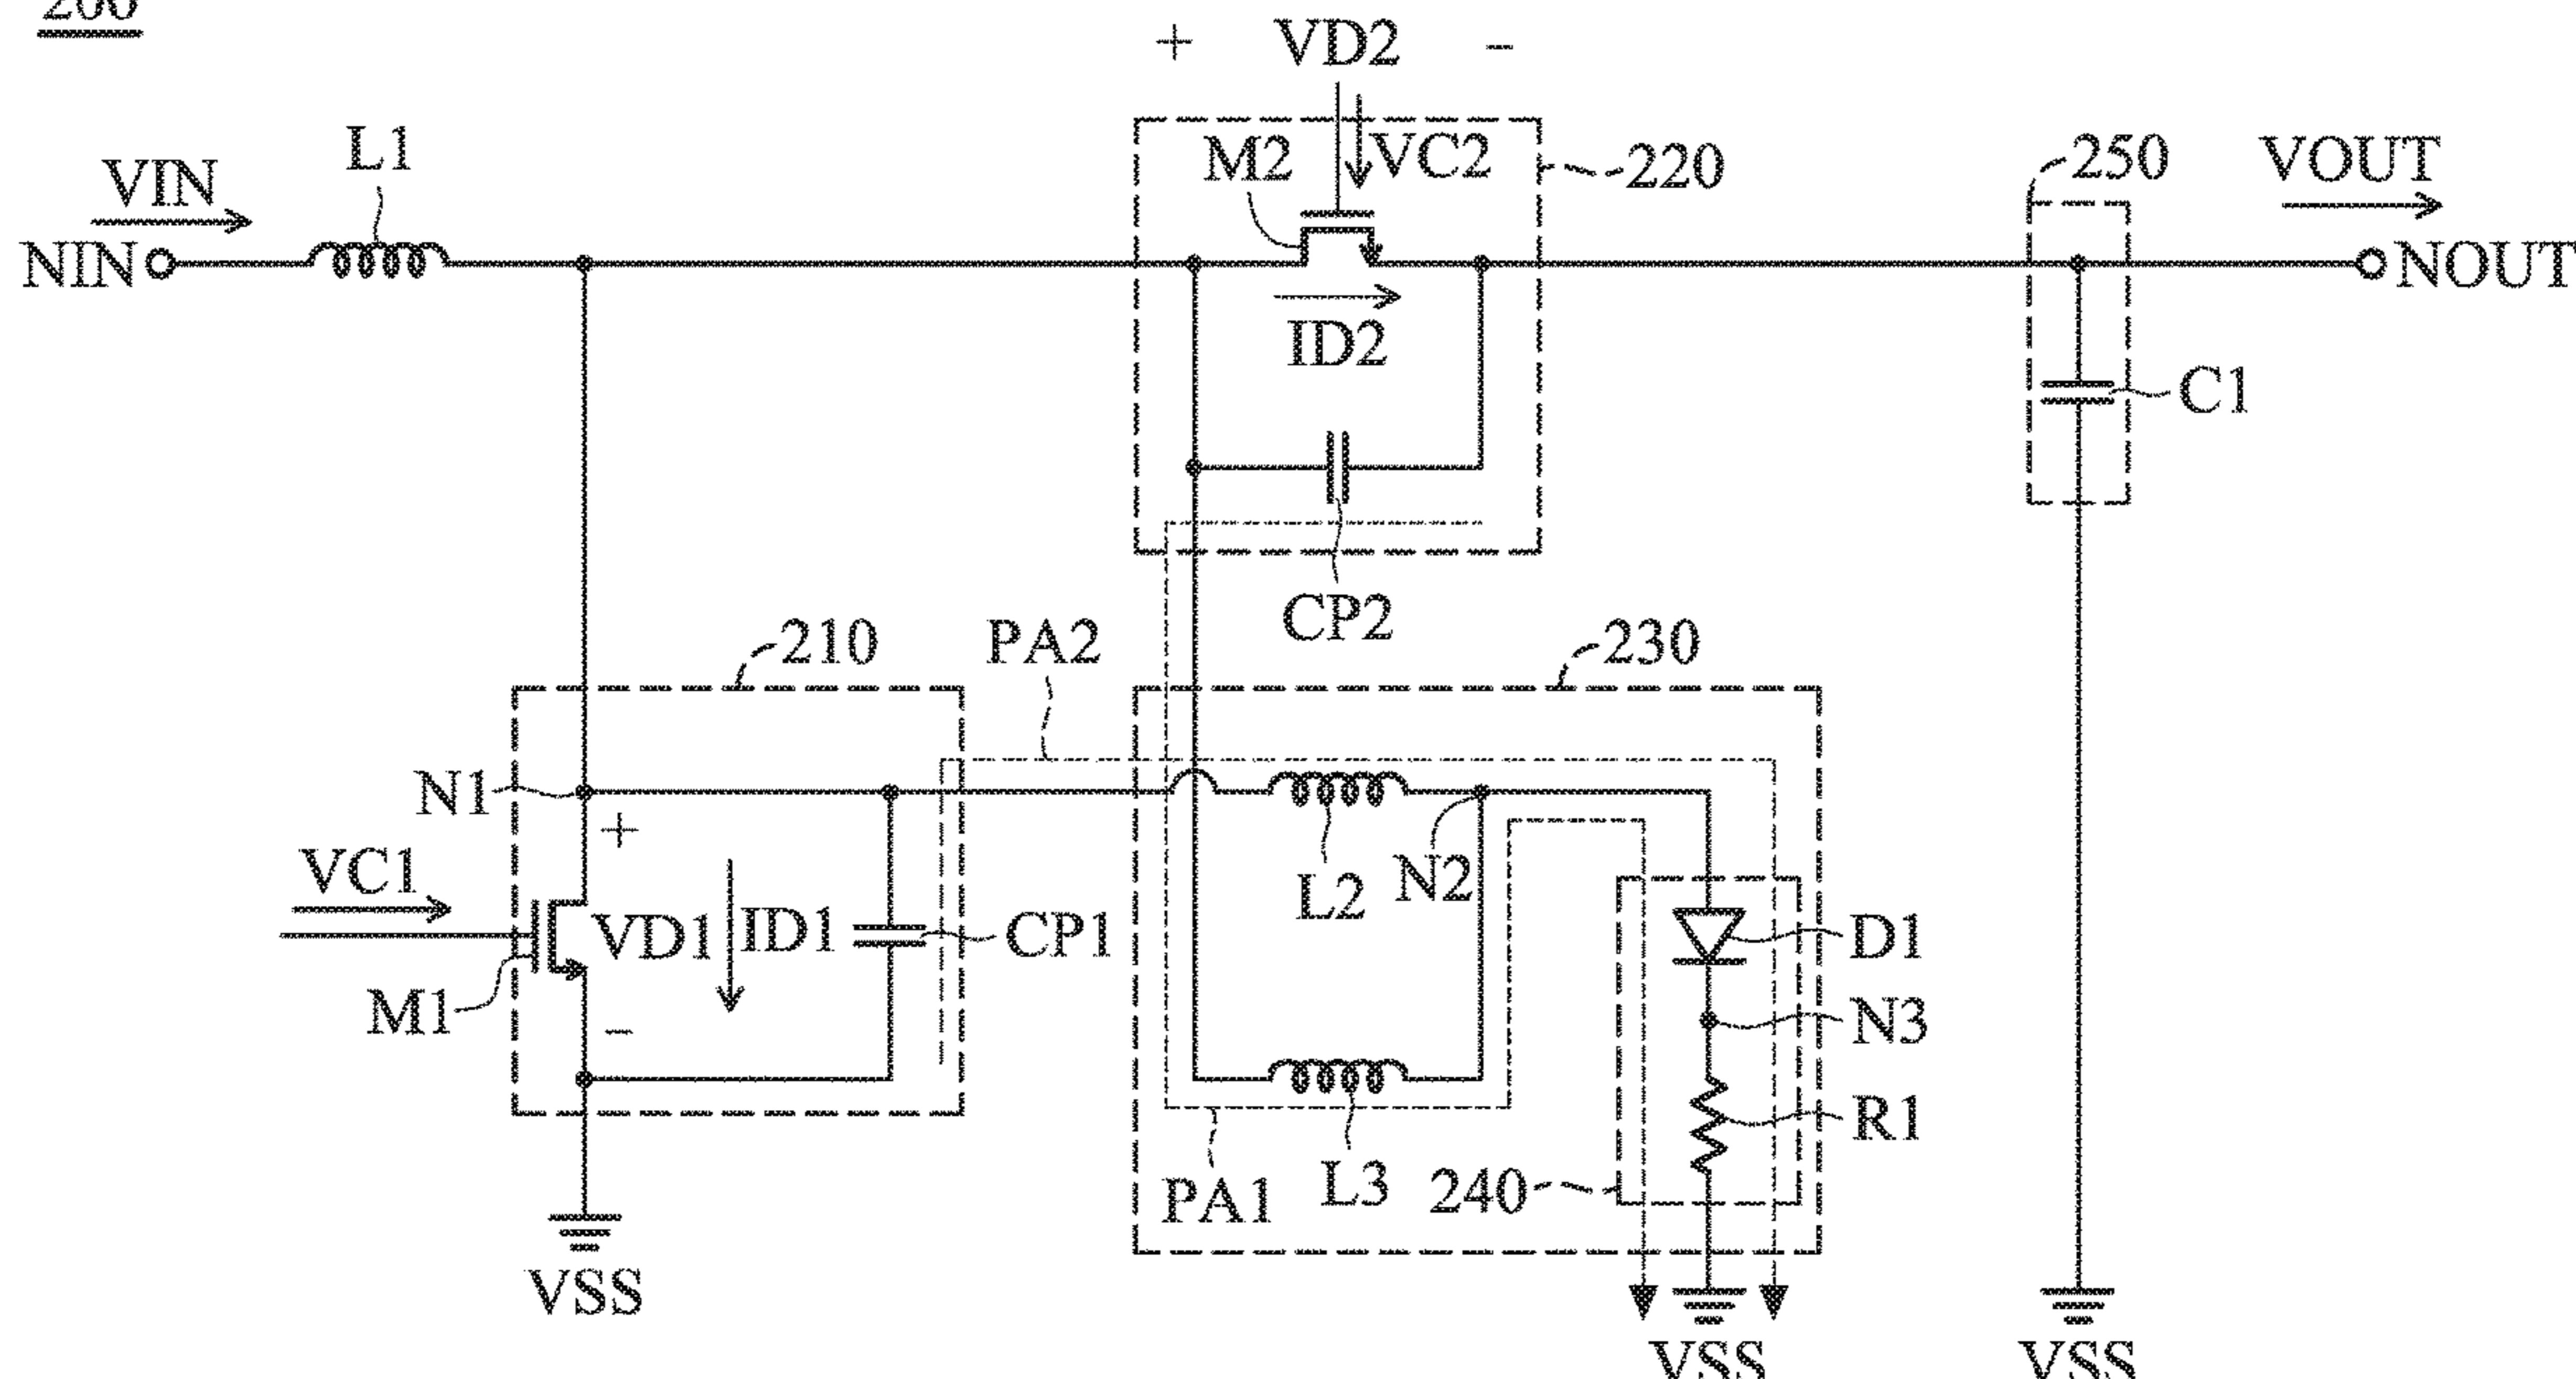 200
+ VD2 −
M2 VC2
220
250
VOUT
L1
VIN
NIN
NOUT
ID2
C1
CP2
210
PA2
230
N1
+
VC1
VD1
ID1
CP1
L2
N2
D1
M1
−
N3
R1
PA1
L3
240
VSS
VSS
VSS